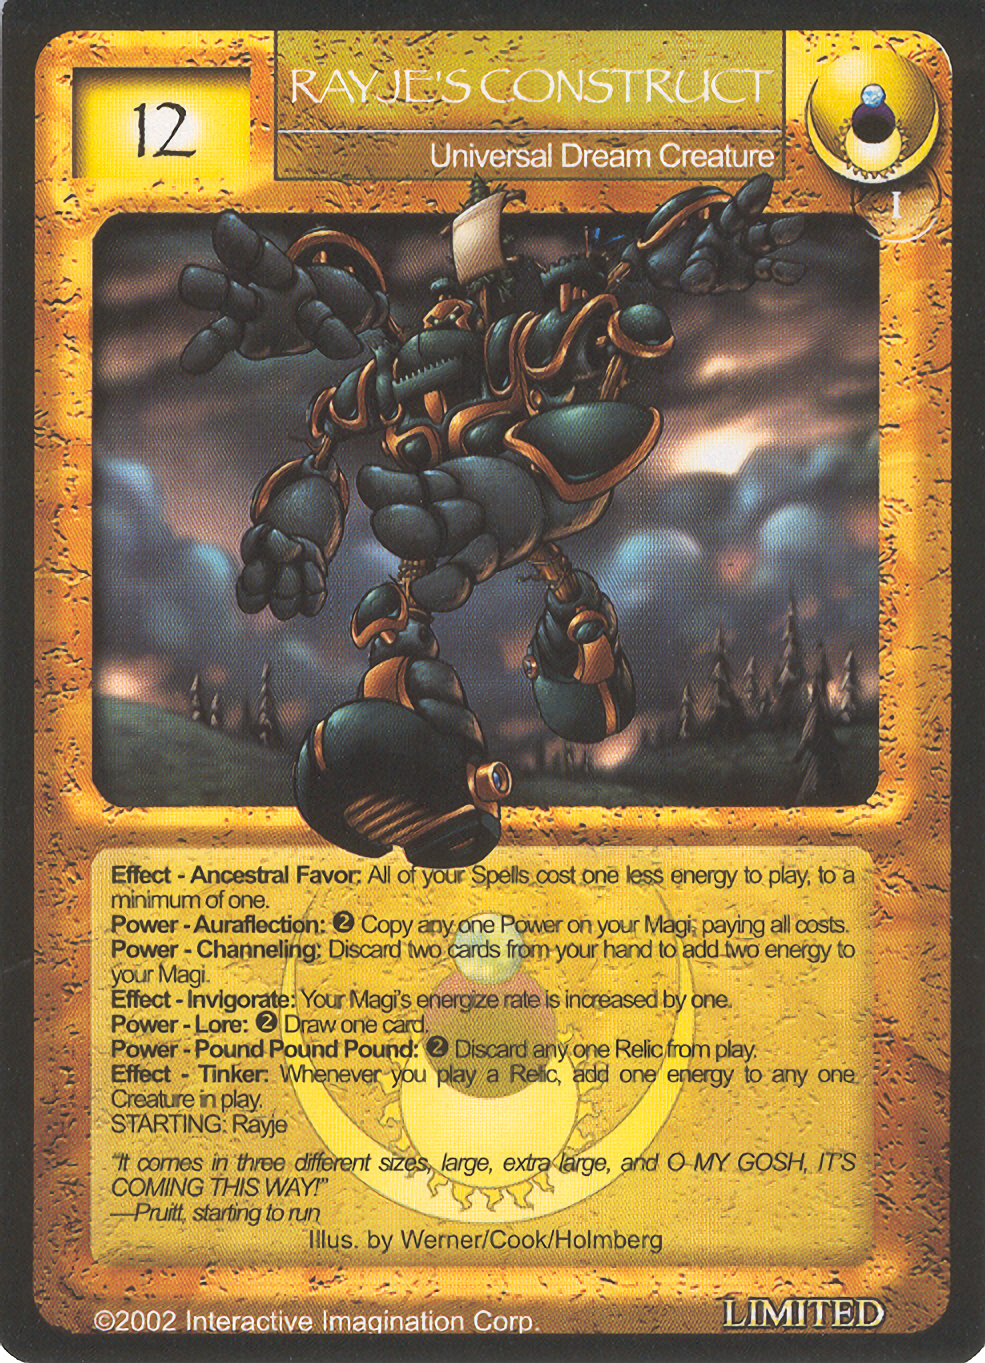 12
RAYJE'S CONSTRUCT
Universal Dream Creature
I
Effect - Ancestral Favor: All of your Spells cost one less energy to play, to a
minimum of one.
Power - Auraflection: ❷ Copy any one Power on your Magi, paying all costs.
Power - Channeling: Discard two cards from your hand to add two energy to
your Magi.
Effect - Invigorate: Your Magi's energize rate is increased by one.
Power - Lore: ❷ Draw one card.
Power - Pound Pound Pound: ❷ Discard any one Relic from play.
Effect - Tinker: Whenever you play a Relic, add one energy to any one
Creature in play.
STARTING: Rayje
"It comes in three different sizes, large, extra large, and O MY GOSH, IT'S
COMING THIS WAY!"
—Pruitt, starting to run
Illus. by Werner/Cook/Holmberg
©2002 Interactive Imagination Corp.
LIMITED